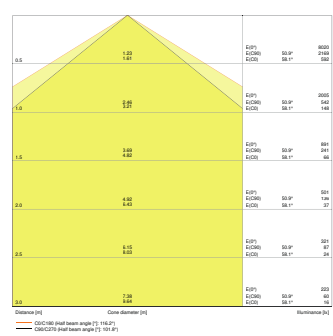 1.23 E(0°) 8020
1.61 E(C90) 50.9° 2169
0.5 E(C0) 58.1° 592
2.46 E(0°) 2005
3.21 E(C90) 50.9° 542
1.0 E(C0) 58.1° 148
3.69 E(0°) 891
4.82 E(C90) 50.9° 241
1.5 E(C0) 58.1° 66
4.92 E(0°) 501
6.43 E(C90) 50.9° 136
2.0 E(C0) 58.1° 37
6.15 E(0°) 321
8.03 E(C90) 50.9° 87
2.5 E(C0) 58.1° 24
7.38 E(0°) 223
9.64 E(C90) 50.9° 60
3.0 E(C0) 58.1° 16
Distance [m] Cone diameter [m] Illuminance [lx]
C0/C180 (Half beam angle [°]: 116.2°)
C90/C270 (Half beam angle [°]: 101.8°)